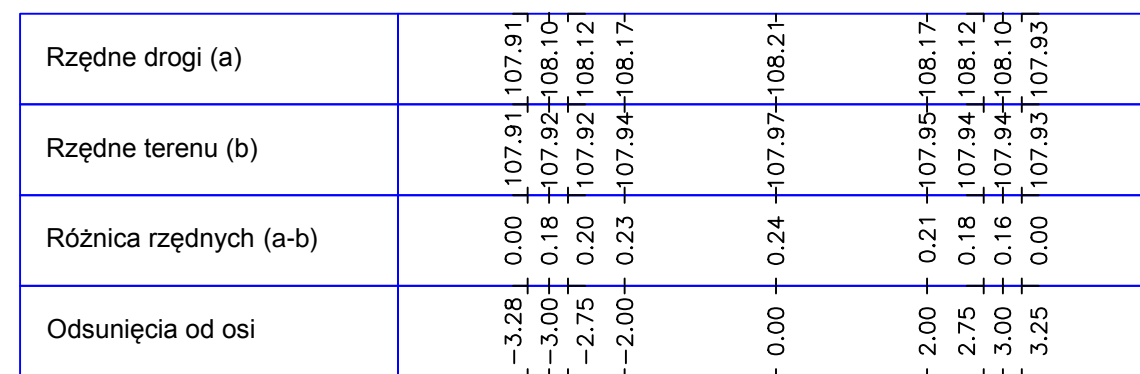 Rzędne drogi (a) 107.91 108.10 108.12 108.17 108.21 108.17 108.12 108.10 107.93
Rzędne terenu (b) 107.91 107.92 107.92 107.94 107.97 107.95 107.94 107.94 107.93
Różnica rzędnych (a-b) 0.00 0.18 0.20 0.23 0.24 0.21 0.18 0.16 0.00
Odsunięcia od osi -3.28 -3.00 -2.75 -2.00 0.00 2.00 2.75 3.00 3.25